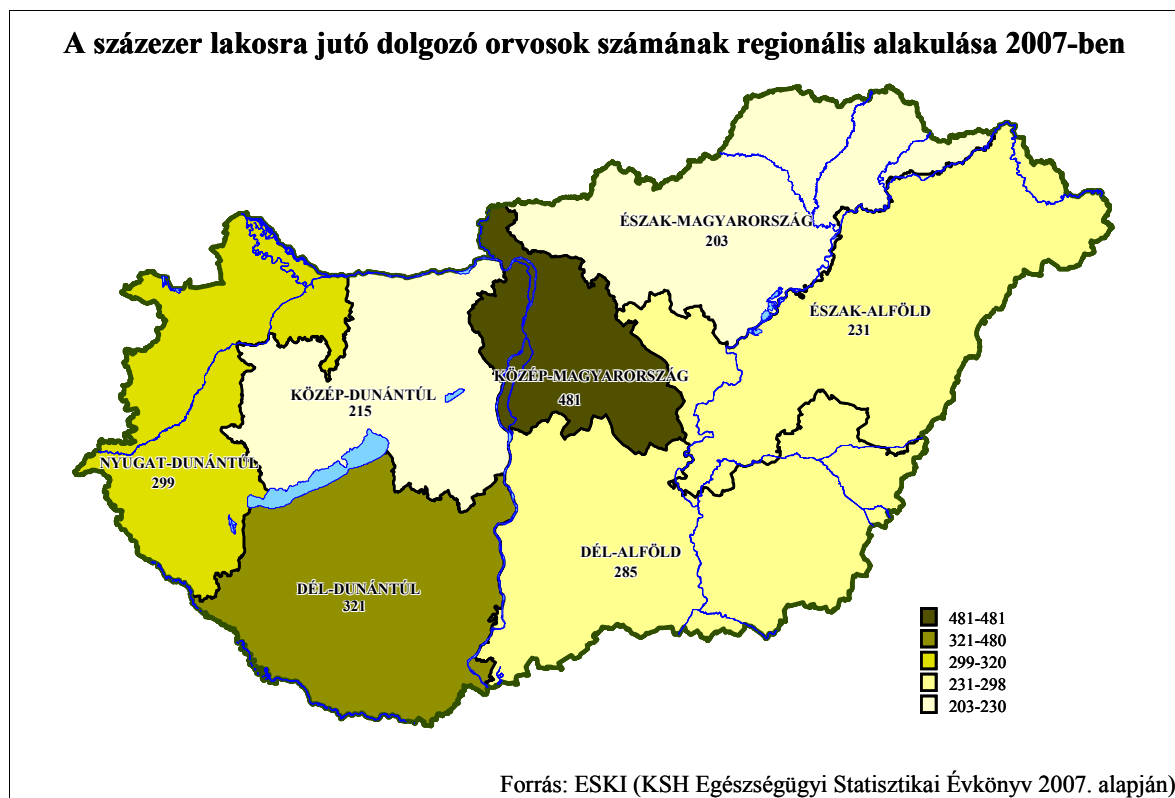 A százezer lakosra jutó dolgozó orvosok számának regionális alakulása 2007-ben
ÉSZAK-MAGYARORSZÁG
203
ÉSZAK-ALFÖLD
231
KÖZÉP-MAGYARORSZÁG
481
KÖZÉP-DUNÁNTÚL
215
NYUGAT-DUNÁNTÚL
299
DÉL-ALFÖLD
285
DÉL-DUNÁNTÚL
321
481-481
321-480
299-320
231-298
203-230
Forrás: ESKI (KSH Egészségügyi Statisztikai Évkönyv 2007. alapján)